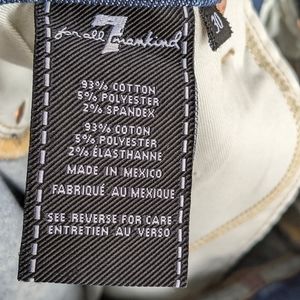 7
for all mankind
30
93% COTTON
5% POLYESTER
2% SPANDEX
93% COTON
5% POLYESTER
2% ÉLASTHANNE
MADE IN MEXICO
FABRIQUÉ AU MEXIQUE
SEE REVERSE FOR CARE
ENTRETIEN AU VERSO